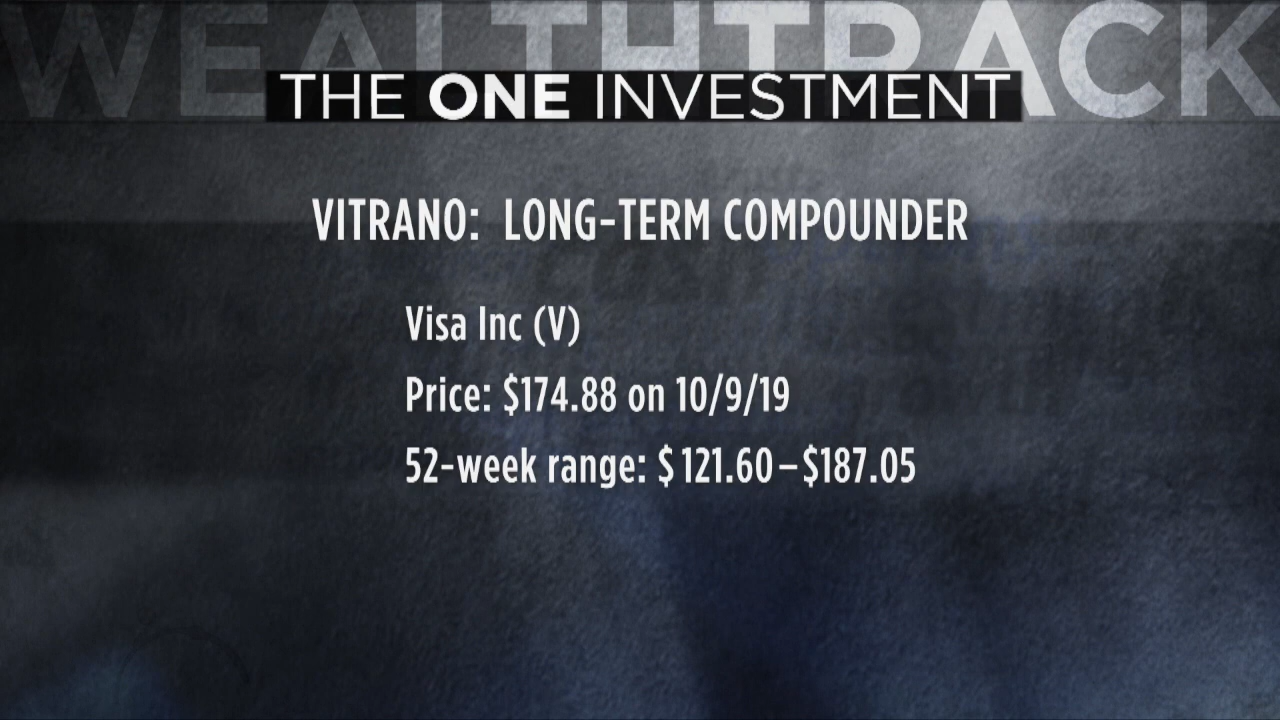 WEALTHTRACK
THE ONE INVESTMENT
VITRANO: LONG-TERM COMPOUNDER
Visa Inc (V)
Price: $174.88 on 10/9/19
52-week range: $121.60–$187.05